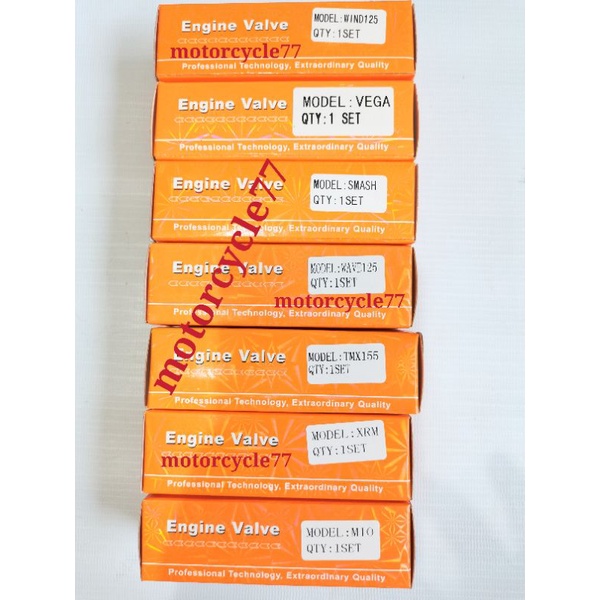 Engine Valve
MODEL:WIND125
QTY:1SET
motorcycle77
Professional Technology, Extraordinary Quality
Engine Valve
MODEL:VEGA
QTY:1 SET
Professional Technology, Extraordinary Quality
Engine Valve
MODEL:SMASH
QTY:1SET
Professional Technology, Extraordinary Quality
motorcycle77
Engine Valve
MODEL:WAVE125
QTY:1SET
motorcycle77
Professional Technology, Extraordinary Quality
Engine Valve
MODEL:TMX155
QTY:1SET
Professional Technology, Extraordinary Quality
Engine Valve
MODEL:XRM
QTY:1SET
motorcycle77
Professional Technology, Extraordinary Quality
Engine Valve
MODEL:MIO
QTY:1SET
Professional Technology, Extraordinary Quality